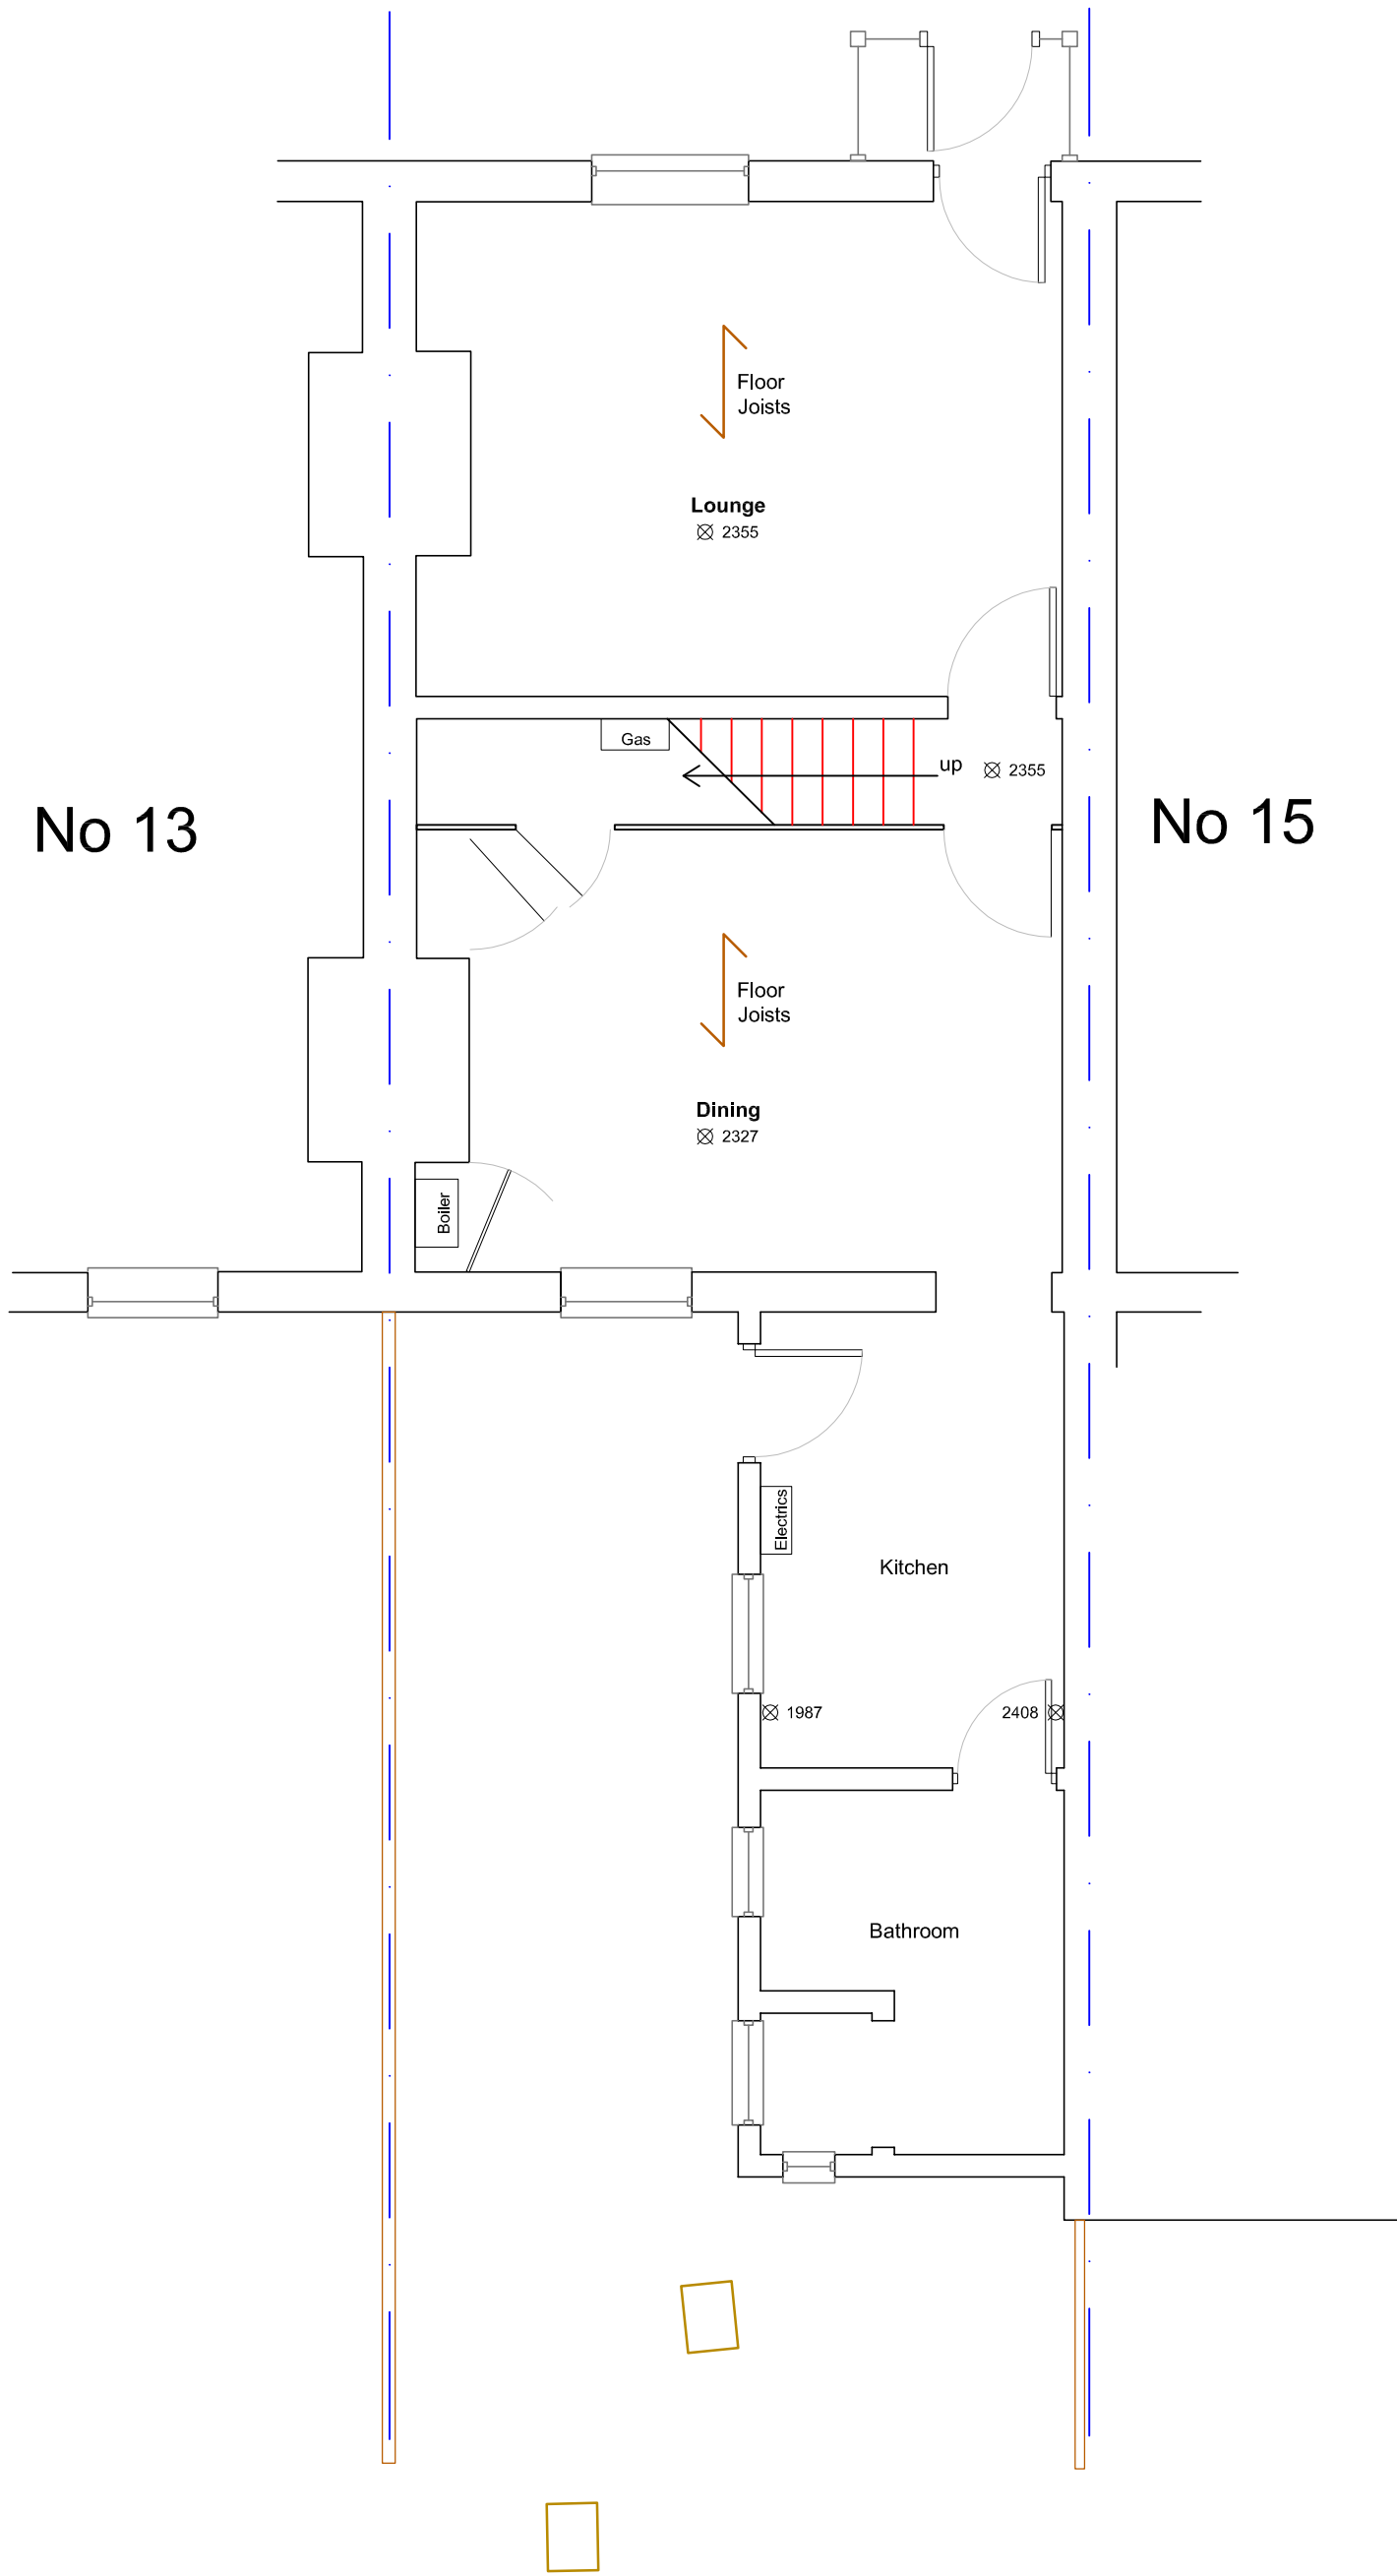 Floor
Joists
Lounge
2355
Gas
up
2355
No 13
No 15
Floor
Joists
Dining
2327
Boiler
Electrics
Kitchen
1987
2408
Bathroom